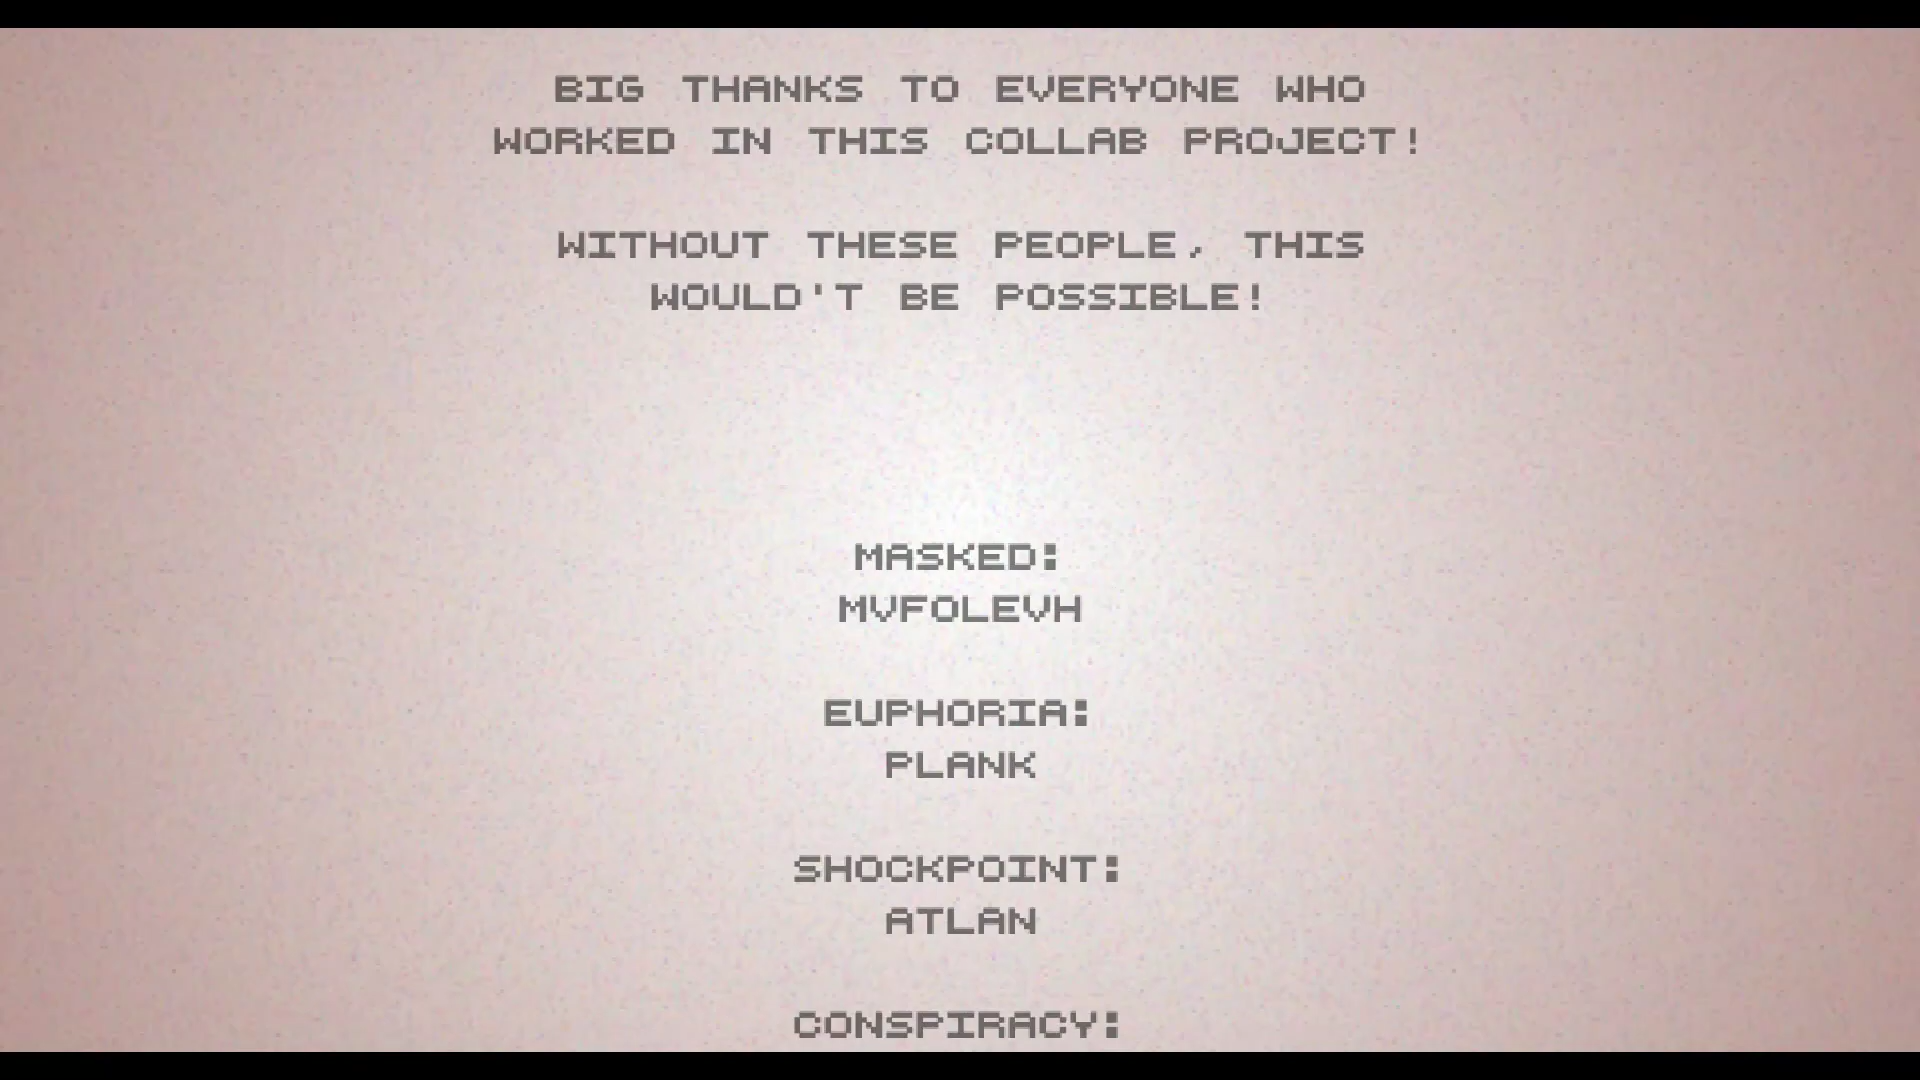 BIG THANKS TO EVERYONE WHO
WORKED IN THIS COLLAB PROJECT!
WITHOUT THESE PEOPLE, THIS
WOULD'T BE POSSIBLE!
MASKED:
MVFOLEVH
EUPHORIA:
PLANK
SHOCKPOINT:
ATLAN
CONSPIRACY: